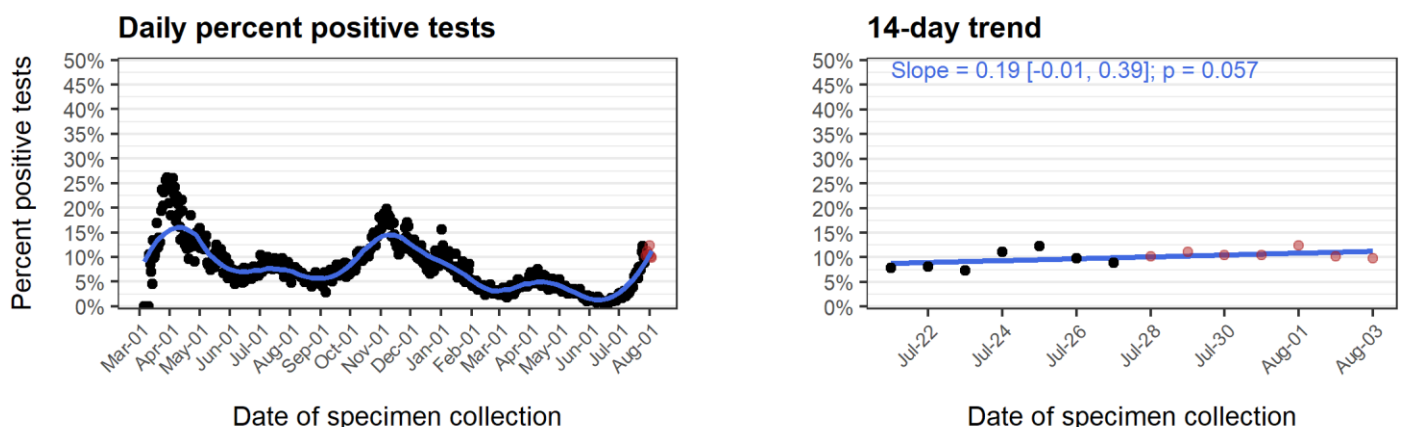 Daily percent positive tests
Percent positive tests
50%
45%
40%
35%
30%
25%
20%
15%
10%
5%
0%
Mar-01
Apr-01
May-01
Jun-01
Jul-01
Aug-01
Sep-01
Oct-01
Nov-01
Dec-01
Jan-01
Feb-01
Mar-01
Apr-01
May-01
Jun-01
Jul-01
Aug-01
Date of specimen collection
14-day trend
Slope = 0.19 [-0.01, 0.39]; p = 0.057
50%
45%
40%
35%
30%
25%
20%
15%
10%
5%
0%
Jul-22
Jul-24
Jul-26
Jul-28
Jul-30
Aug-01
Aug-03
Date of specimen collection